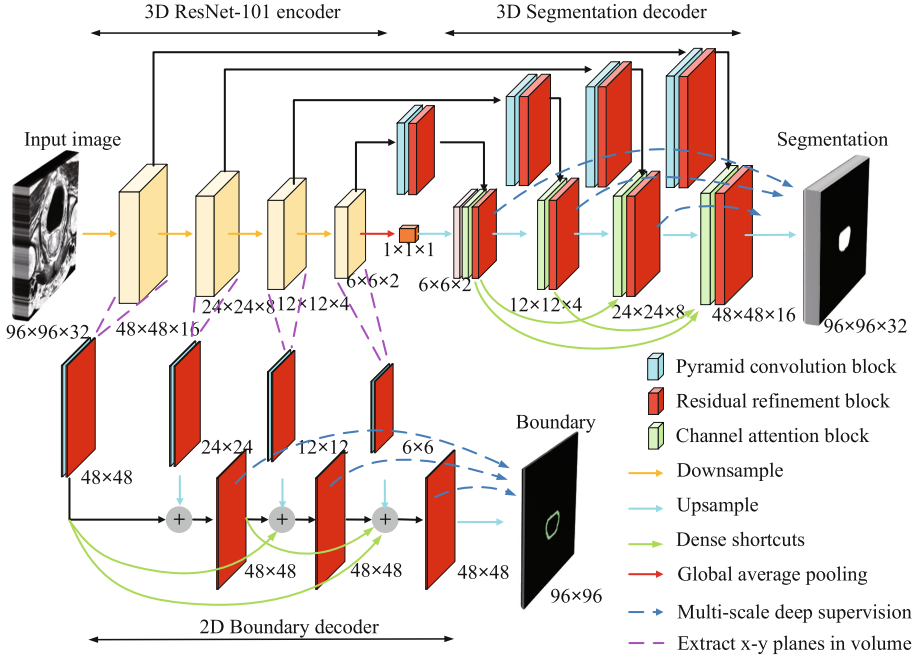 3D ResNet-101 encoder
3D Segmentation decoder
Input image
Segmentation
1×1×1
6×6×2
6×6×2
12×12×4
24×24×8
48×48×16
24×24×8
12×12×4
48×48×16
96×96×32
96×96×32
Pyramid convolution block
Residual refinement block
Channel attention block
Downsample
Upsample
Dense shortcuts
Global average pooling
Multi-scale deep supervision
Extract x-y planes in volume
Boundary
48×48
24×24
12×12
6×6
+
+
+
48×48
48×48
48×48
96×96
2D Boundary decoder